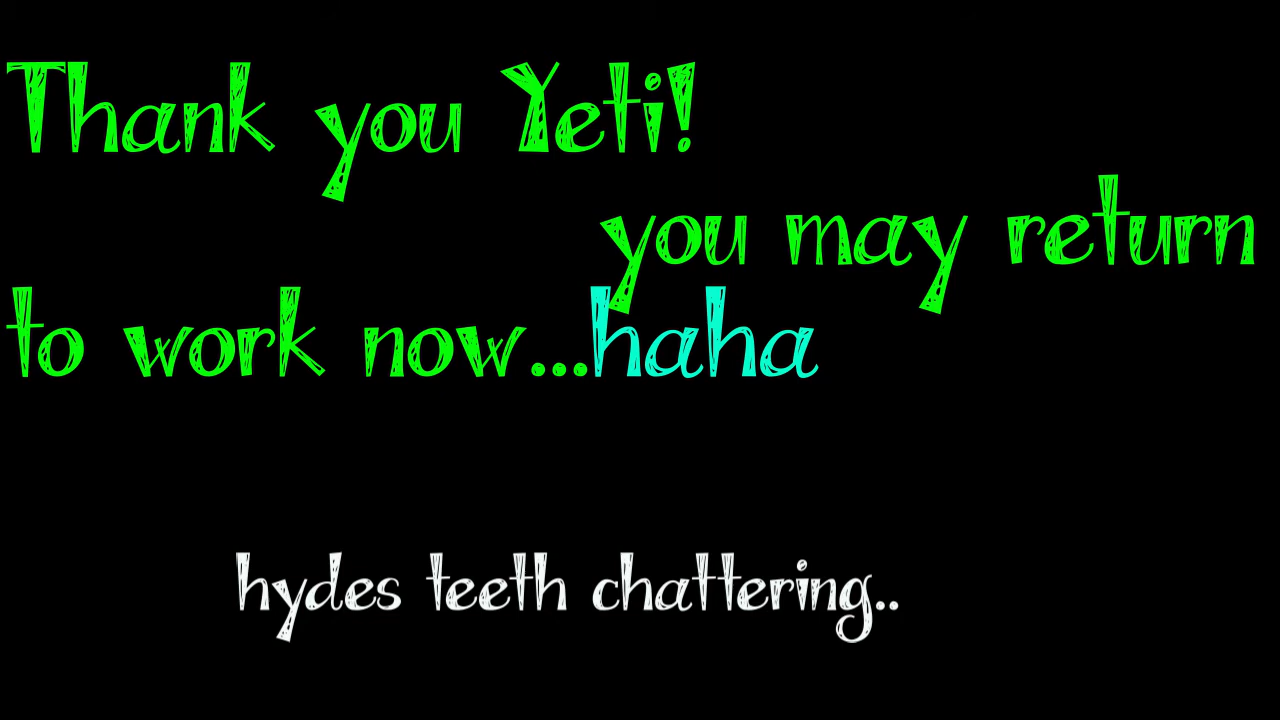 Thank you Yeti!
you may return
to work now...haha
hydes teeth chattering..